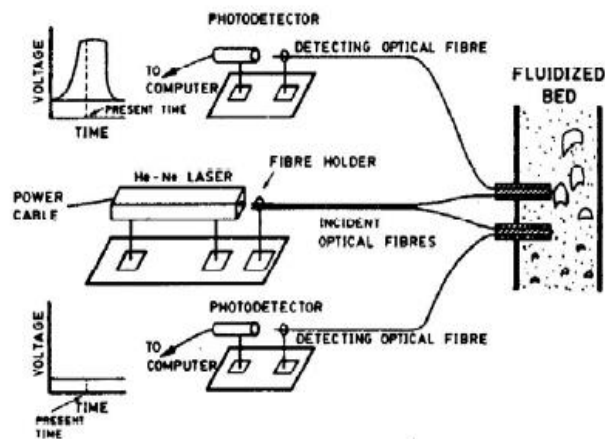 PHOTODETECTOR
DETECTING OPTICAL FIBRE
TO
COMPUTER
VOLTAGE
PRESENT TIME
TIME
FLUIDIZED
BED
He-Ne LASER
FIBRE HOLDER
POWER
CABLE
INCIDENT
OPTICAL FIBRES
PHOTODETECTOR
DETECTING OPTICAL FIBRE
TO
COMPUTER
VOLTAGE
TIME
PRESENT
TIME